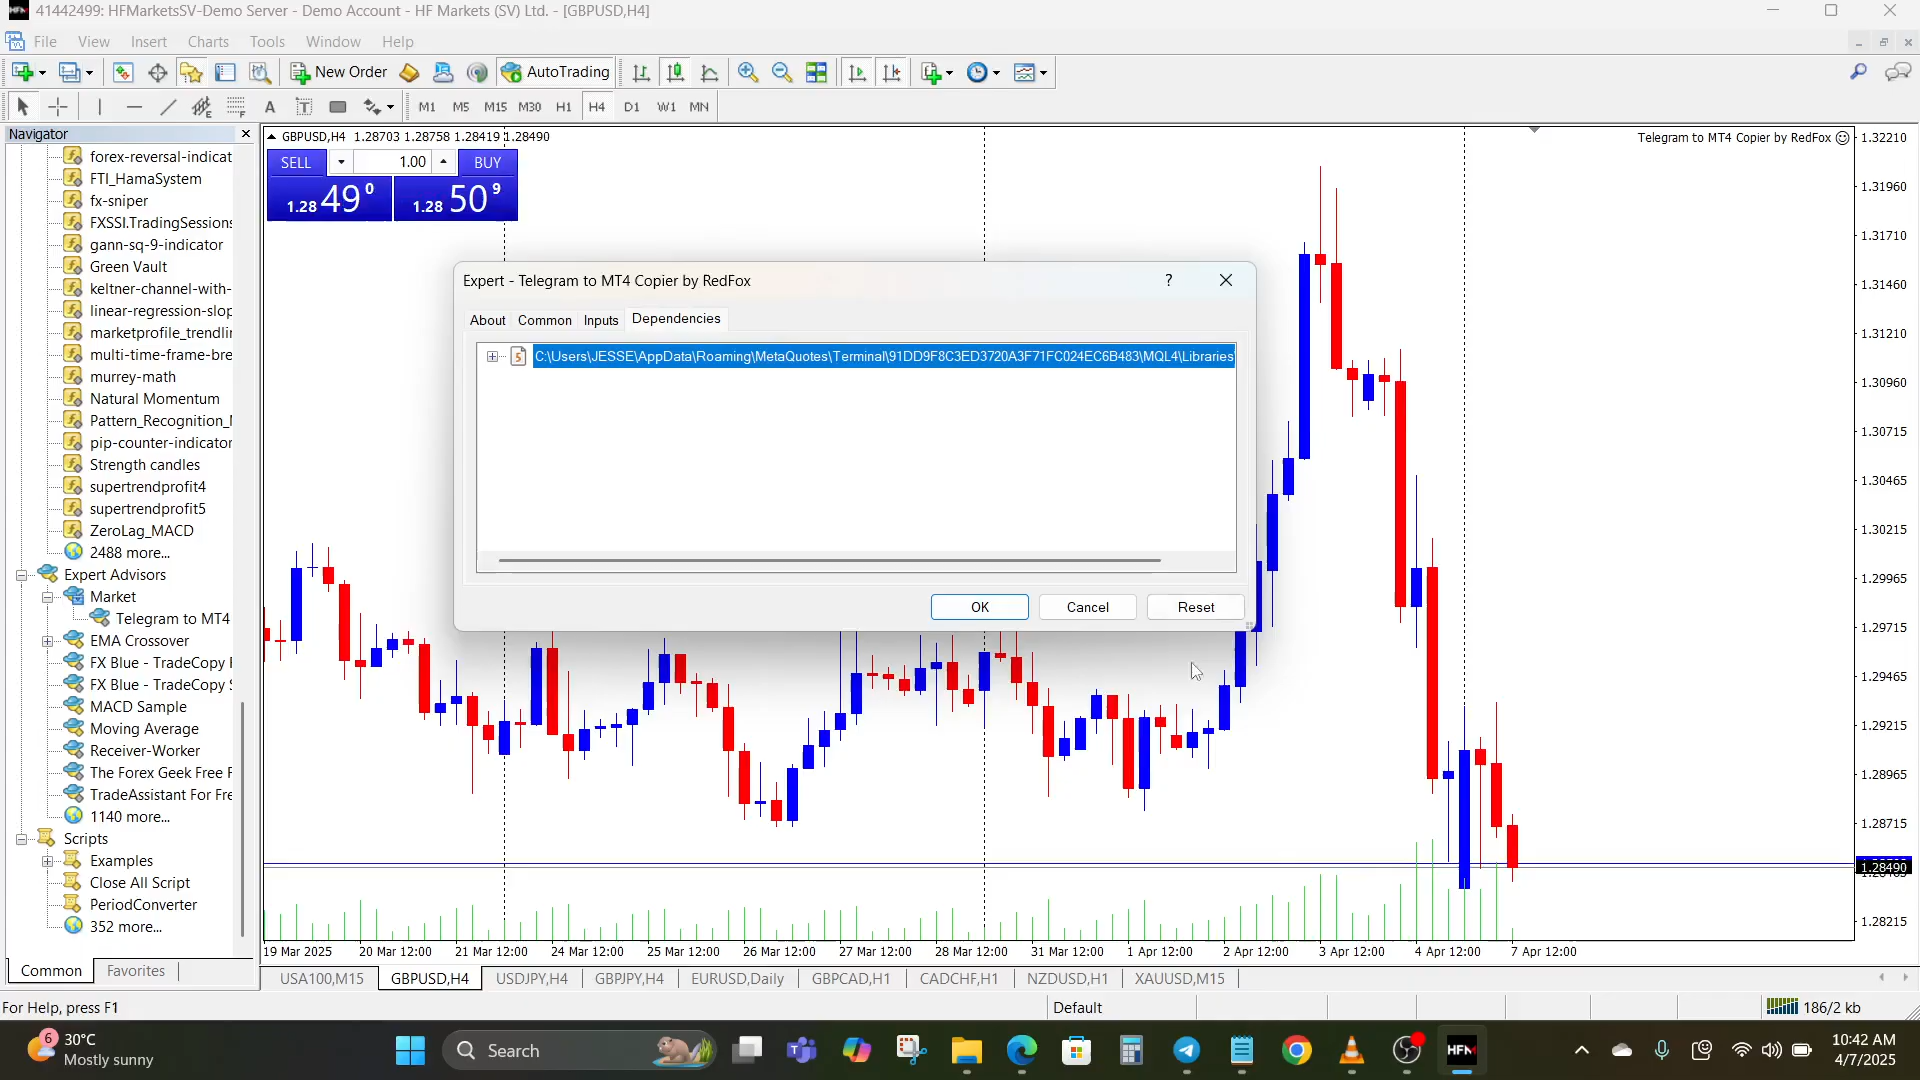 41442499: HFMarketsSV-Demo Server - Demo Account - HF Markets (SV) Ltd. - [GBPUSD,H4]
File View Insert Charts Tools Window Help
New Order AutoTrading
A T M1 M5 M15 M30 H1 H4 D1 W1 MN
Navigator
forex-reversal-indicat
FTI_HamaSystem
fx-sniper
FXSSI.TradingSessions
gann-sq-9-indicator
Green Vault
keltner-channel-with-
linear-regression-slop
marketprofile_trendlin
multi-time-frame-bre
murrey-math
Natural Momentum
Pattern_Recognition_
pip-counter-indicator
Strength candles
supertrendprofit4
supertrendprofit5
ZeroLag_MACD
2488 more...
Expert Advisors
Market
Telegram to MT4
EMA Crossover
FX Blue - TradeCopy
FX Blue - TradeCopy
MACD Sample
Moving Average
Receiver-Worker
The Forex Geek Free
TradeAssistant For Fre
1140 more...
Scripts
Examples
Close All Script
PeriodConverter
352 more...
Common Favorites
GBPUSD,H4 1.28703 1.28758 1.28419 1.28490
SELL 1.00 BUY
1.28 49 0 1.28 50 9
Telegram to MT4 Copier by RedFox
Expert - Telegram to MT4 Copier by RedFox ?
About Common Inputs Dependencies
C:\Users\JESSE\AppData\Roaming\MetaQuotes\Terminal\91DD9F8C3ED3720A3F71FC024EC6B483\MQL4\Libraries
OK Cancel Reset
1.32210
1.31960
1.31710
1.31460
1.31210
1.30960
1.30715
1.30465
1.30215
1.29965
1.29715
1.29465
1.29215
1.28965
1.28715
1.28490
1.28215
19 Mar 2025 20 Mar 12:00 21 Mar 12:00 24 Mar 12:00 25 Mar 12:00 26 Mar 12:00 27 Mar 12:00 28 Mar 12:00 31 Mar 12:00 1 Apr 12:00 2 Apr 12:00 3 Apr 12:00 4 Apr 12:00 7 Apr 12:00
USA100,M15 GBPUSD,H4 USDJPY,H4 GBPJPY,H4 EURUSD,Daily GBPCAD,H1 CADCHF,H1 NZDUSD,H1 XAUUSD,M15
For Help, press F1 Default 186/2 kb
6 30°C
Mostly sunny
Search
HFM
10:42 AM
4/7/2025